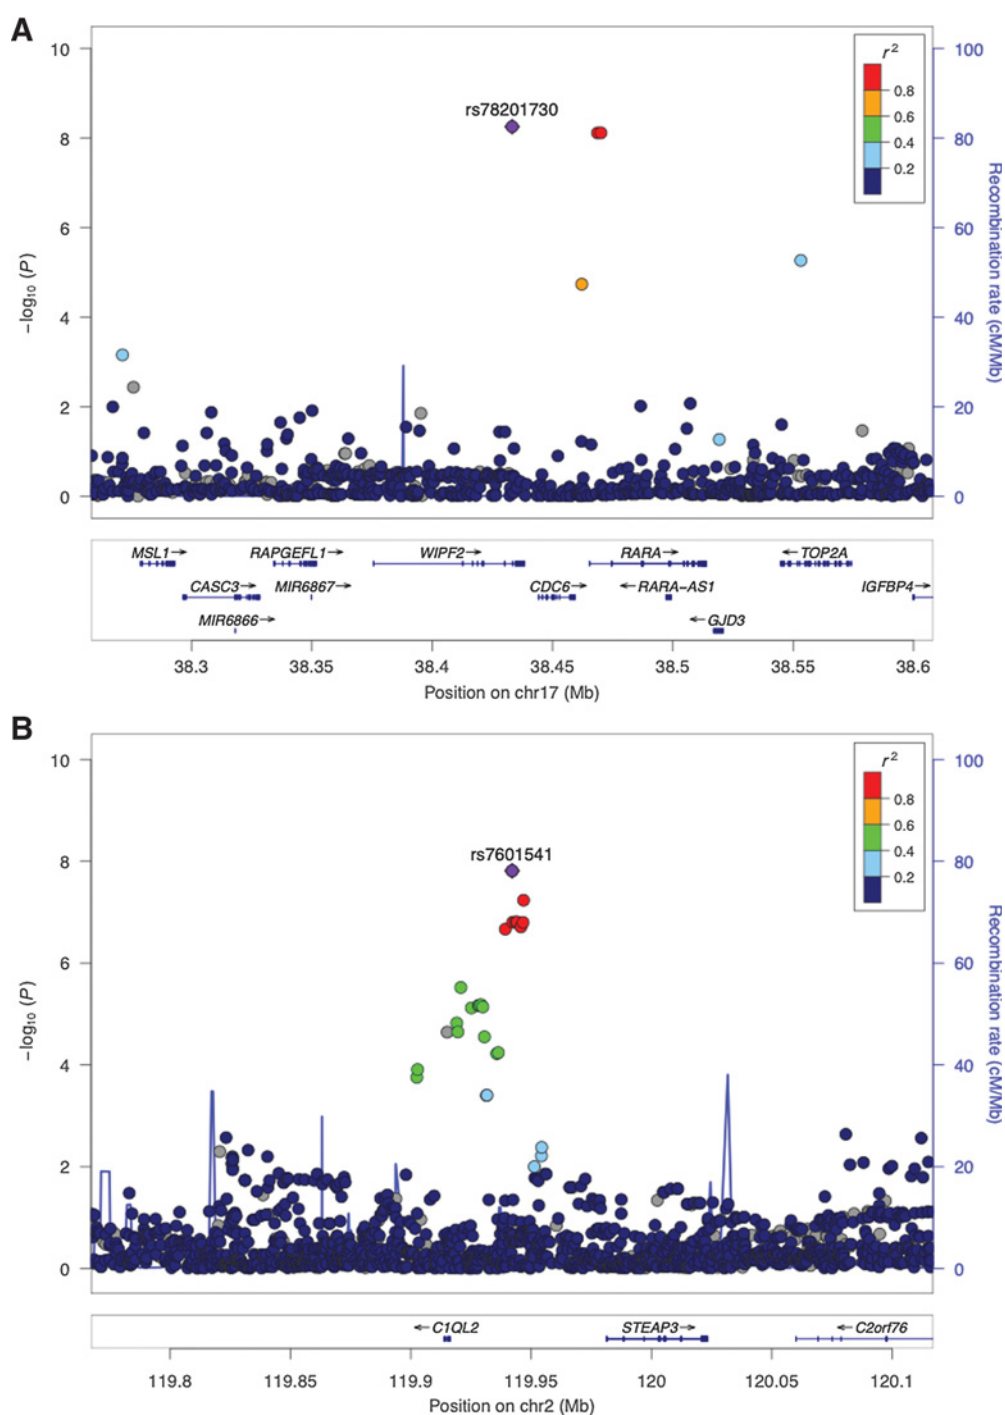 A
10
8
6
4
2
0
−log₁₀ (P)
rs78201730
r²
0.8
0.6
0.4
0.2
100
80
60
40
20
0
Recombination rate (cM/Mb)
MSL1→
RAPGEFL1→
WIPF2→
RARA→
←TOP2A
CASC3→
MIR6867→
CDC6→
←RARA−AS1
IGFBP4→
MIR6866→
←GJD3
38.3
38.35
38.4
38.45
38.5
38.55
38.6
Position on chr17 (Mb)
B
10
8
6
4
2
0
−log₁₀ (P)
rs7601541
r²
0.8
0.6
0.4
0.2
100
80
60
40
20
0
Recombination rate (cM/Mb)
←C1QL2
STEAP3→
←C2orf76
119.8
119.85
119.9
119.95
120
120.05
120.1
Position on chr2 (Mb)